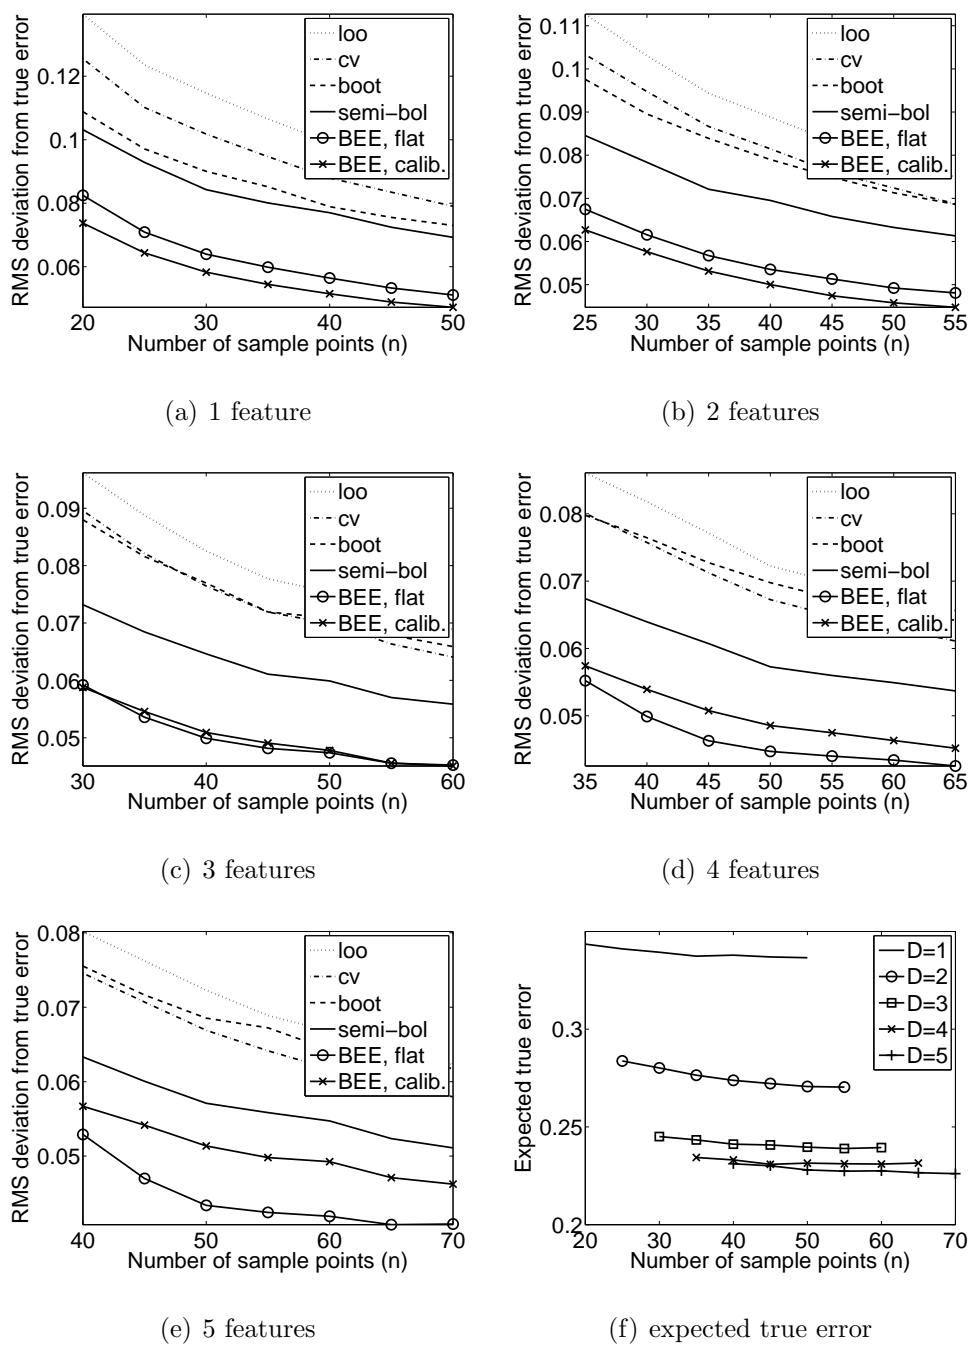 RMS deviation from true error
0.12
0.1
0.08
0.06
loo
cv
boot
semi−bol
BEE, flat
BEE, calib.
20 30 40 50
Number of sample points (n)
(a) 1 feature
RMS deviation from true error
0.11
0.1
0.09
0.08
0.07
0.06
0.05
loo
cv
boot
semi−bol
BEE, flat
BEE, calib.
25 30 35 40 45 50 55
Number of sample points (n)
(b) 2 features
RMS deviation from true error
0.09
0.08
0.07
0.06
0.05
loo
cv
boot
semi−bol
BEE, flat
BEE, calib.
30 40 50 60
Number of sample points (n)
(c) 3 features
RMS deviation from true error
0.08
0.07
0.06
0.05
loo
cv
boot
semi−bol
BEE, flat
BEE, calib.
35 40 45 50 55 60 65
Number of sample points (n)
(d) 4 features
RMS deviation from true error
0.08
0.07
0.06
0.05
loo
cv
boot
semi−bol
BEE, flat
BEE, calib.
40 50 60 70
Number of sample points (n)
(e) 5 features
Expected true error
0.3
0.25
0.2
D=1
D=2
D=3
D=4
D=5
20 30 40 50 60 70
Number of sample points (n)
(f) expected true error